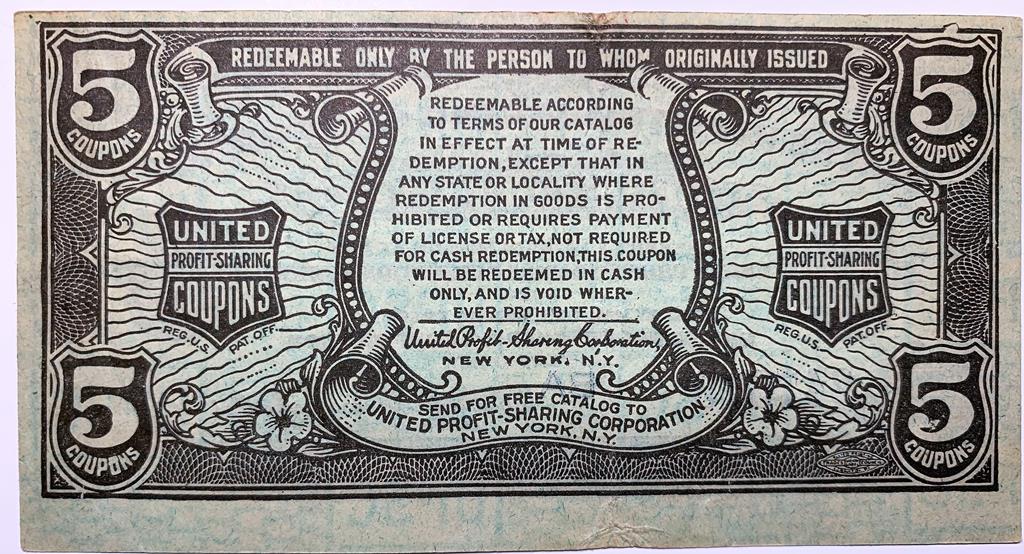 5 COUPONS
REDEEMABLE ONLY BY THE PERSON TO WHOM ORIGINALLY ISSUED
5 COUPONS
REDEEMABLE ACCORDING
TO TERMS OF OUR CATALOG
IN EFFECT AT TIME OF RE-
DEMPTION, EXCEPT THAT IN
ANY STATE OR LOCALITY WHERE
REDEMPTION IN GOODS IS PRO-
HIBITED OR REQUIRES PAYMENT
OF LICENSE OR TAX, NOT REQUIRED
FOR CASH REDEMPTION, THIS COUPON
WILL BE REDEEMED IN CASH
ONLY, AND IS VOID WHER-
EVER PROHIBITED.
United Profit-Sharing Corporation,
NEW YORK, N.Y.
UNITED
PROFIT-SHARING
COUPONS
REG. U.S. PAT. OFF.
UNITED
PROFIT-SHARING
COUPONS
REG. U.S. PAT. OFF.
5 COUPONS
SEND FOR FREE CATALOG TO
UNITED PROFIT-SHARING CORPORATION
NEW YORK, N.Y.
5 COUPONS